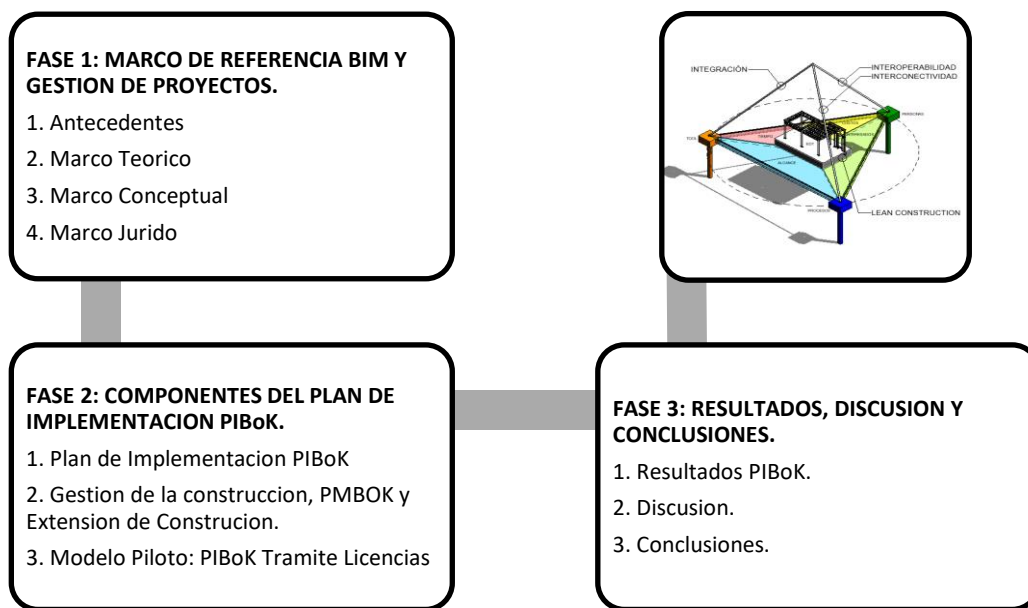 FASE 1: MARCO DE REFERENCIA BIM Y
GESTION DE PROYECTOS.
1. Antecedentes
2. Marco Teorico
3. Marco Conceptual
4. Marco Jurido
INTEGRACIÓN
INTEROPERABILIDAD
INTERCONECTIVIDAD
ALCANCE
LEAN CONSTRUCTION
FASE 2: COMPONENTES DEL PLAN DE
IMPLEMENTACION PIBoK.
1. Plan de Implementacion PIBoK
2. Gestion de la construccion, PMBOK y
Extension de Construcion.
3. Modelo Piloto: PIBoK Tramite Licencias
FASE 3: RESULTADOS, DISCUSION Y
CONCLUSIONES.
1. Resultados PIBoK.
2. Discusion.
3. Conclusiones.